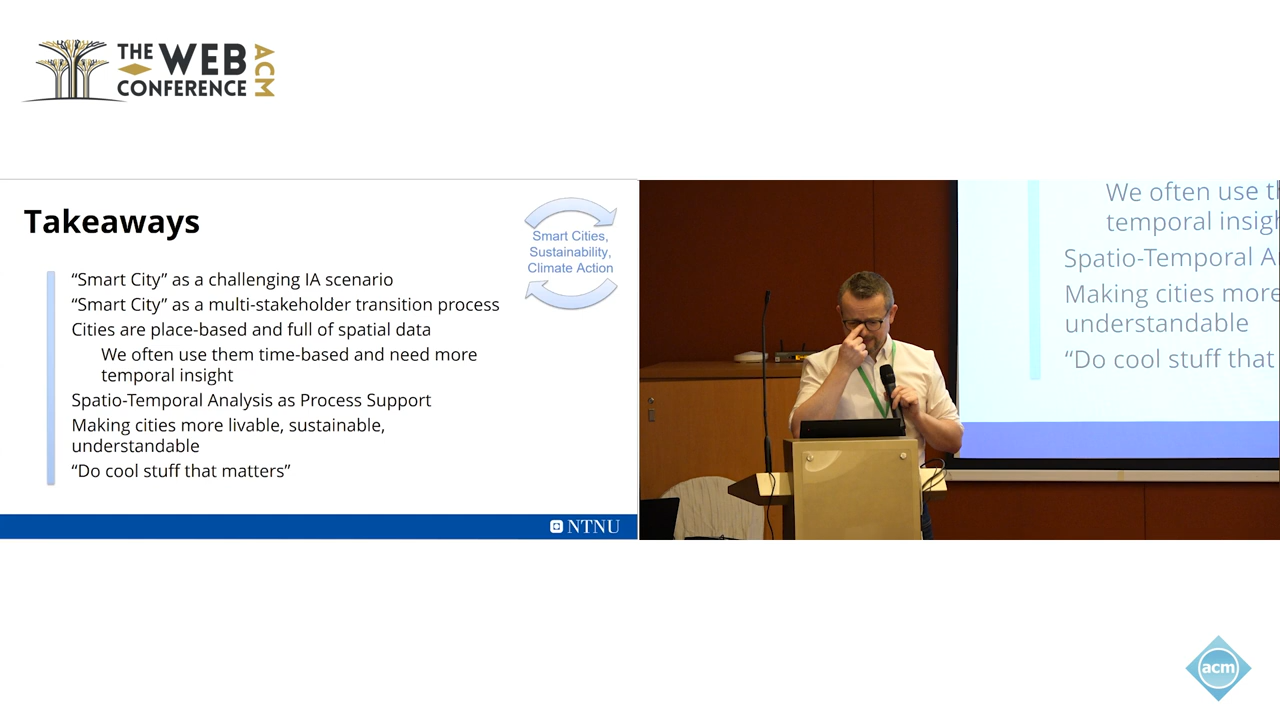 THE WEB
CONFERENCE
ACM
Takeaways
Smart Cities,
Sustainability,
Climate Action
“Smart City” as a challenging IA scenario
“Smart City” as a multi-stakeholder transition process
Cities are place-based and full of spatial data
We often use them time-based and need more
temporal insight
Spatio-Temporal Analysis as Process Support
Making cities more livable, sustainable,
understandable
“Do cool stuff that matters”
NTNU
We often use t
temporal insigh
Spatio-Temporal A
Making cities more
understandable
“Do cool stuff that
acm